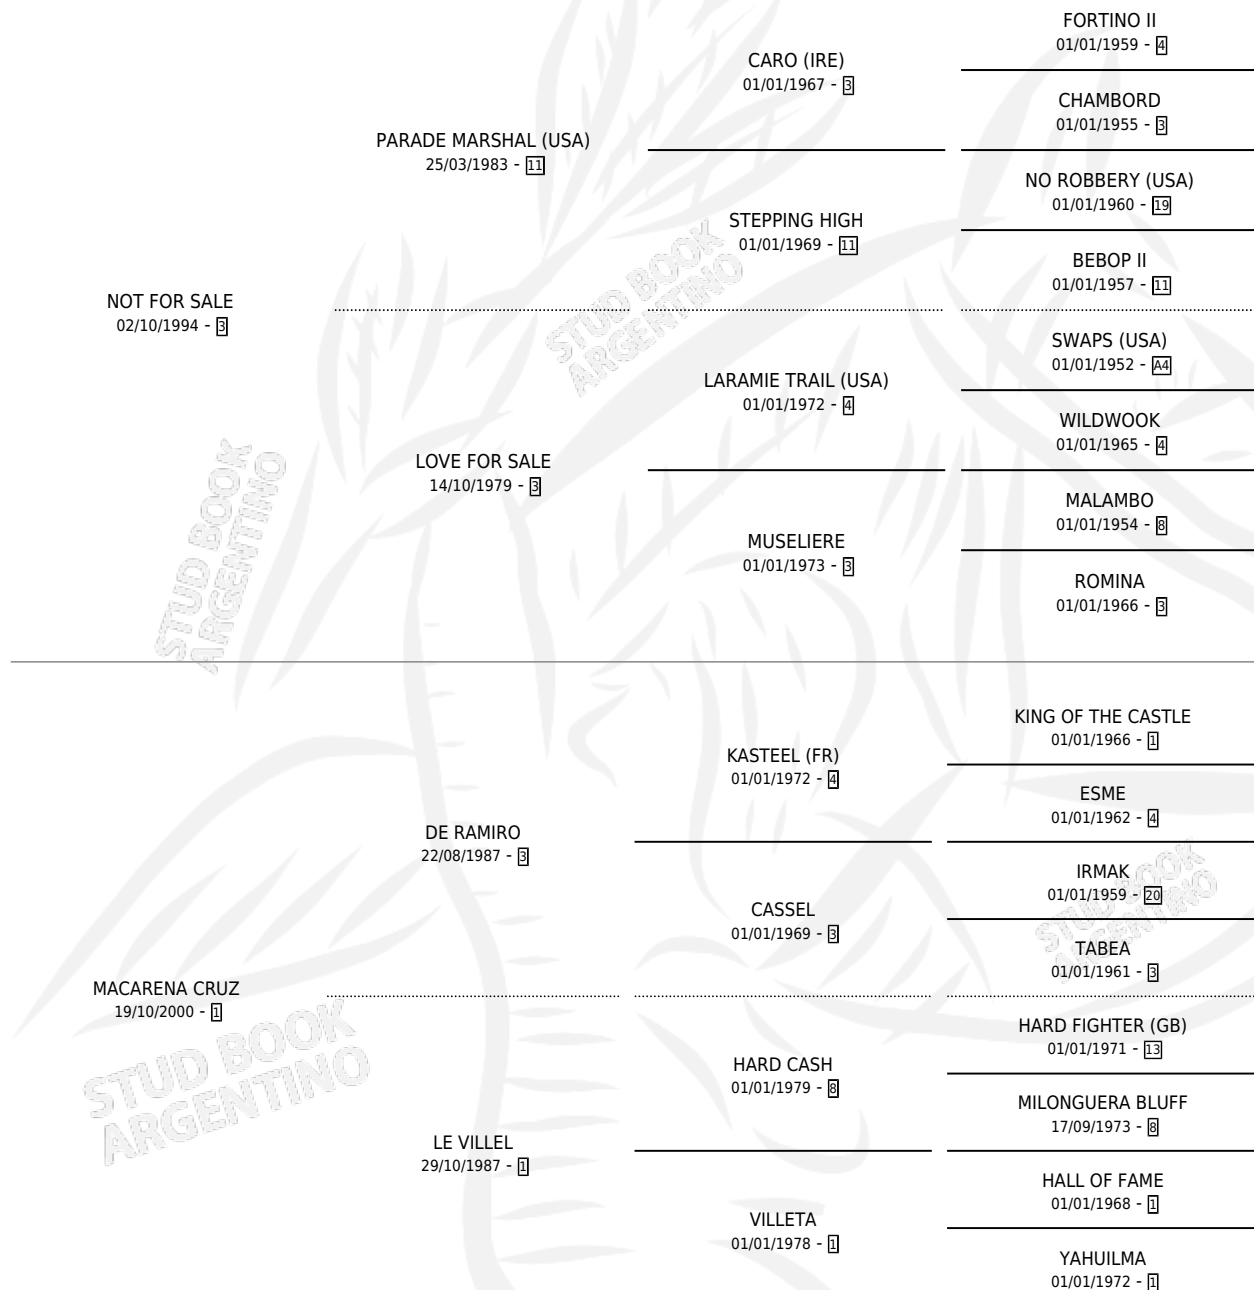 FORTINO II
01/01/1959 - 4
CARO (IRE)
01/01/1967 - 3
CHAMBORD
01/01/1955 - 3
PARADE MARSHAL (USA)
25/03/1983 - 11
NO ROBBERY (USA)
01/01/1960 - 19
STEPPING HIGH
01/01/1969 - 11
BEBOP II
01/01/1957 - 11
NOT FOR SALE
02/10/1994 - 3
SWAPS (USA)
01/01/1952 - A4
LARAMIE TRAIL (USA)
01/01/1972 - 4
WILDWOOK
01/01/1965 - 4
LOVE FOR SALE
14/10/1979 - 3
MALAMBO
01/01/1954 - 8
MUSELIERE
01/01/1973 - 3
ROMINA
01/01/1966 - 3
STUD BOOK
ARGENTINO
STUD BOOK
ARGENTINO
KING OF THE CASTLE
01/01/1966 - 1
KASTEEL (FR)
01/01/1972 - 4
ESME
01/01/1962 - 4
DE RAMIRO
22/08/1987 - 3
IRMAK
01/01/1959 - 20
CASSEL
01/01/1969 - 3
TABEA
01/01/1961 - 3
STUD BOOK
ARGENTINO
MACARENA CRUZ
19/10/2000 - 1
HARD FIGHTER (GB)
01/01/1971 - 13
HARD CASH
01/01/1979 - 8
MILONGUERA BLUFF
17/09/1973 - 8
STUD BOOK
ARGENTINO
LE VILLEL
29/10/1987 - 1
HALL OF FAME
01/01/1968 - 1
VILLETA
01/01/1978 - 1
YAHUILMA
01/01/1972 - 1